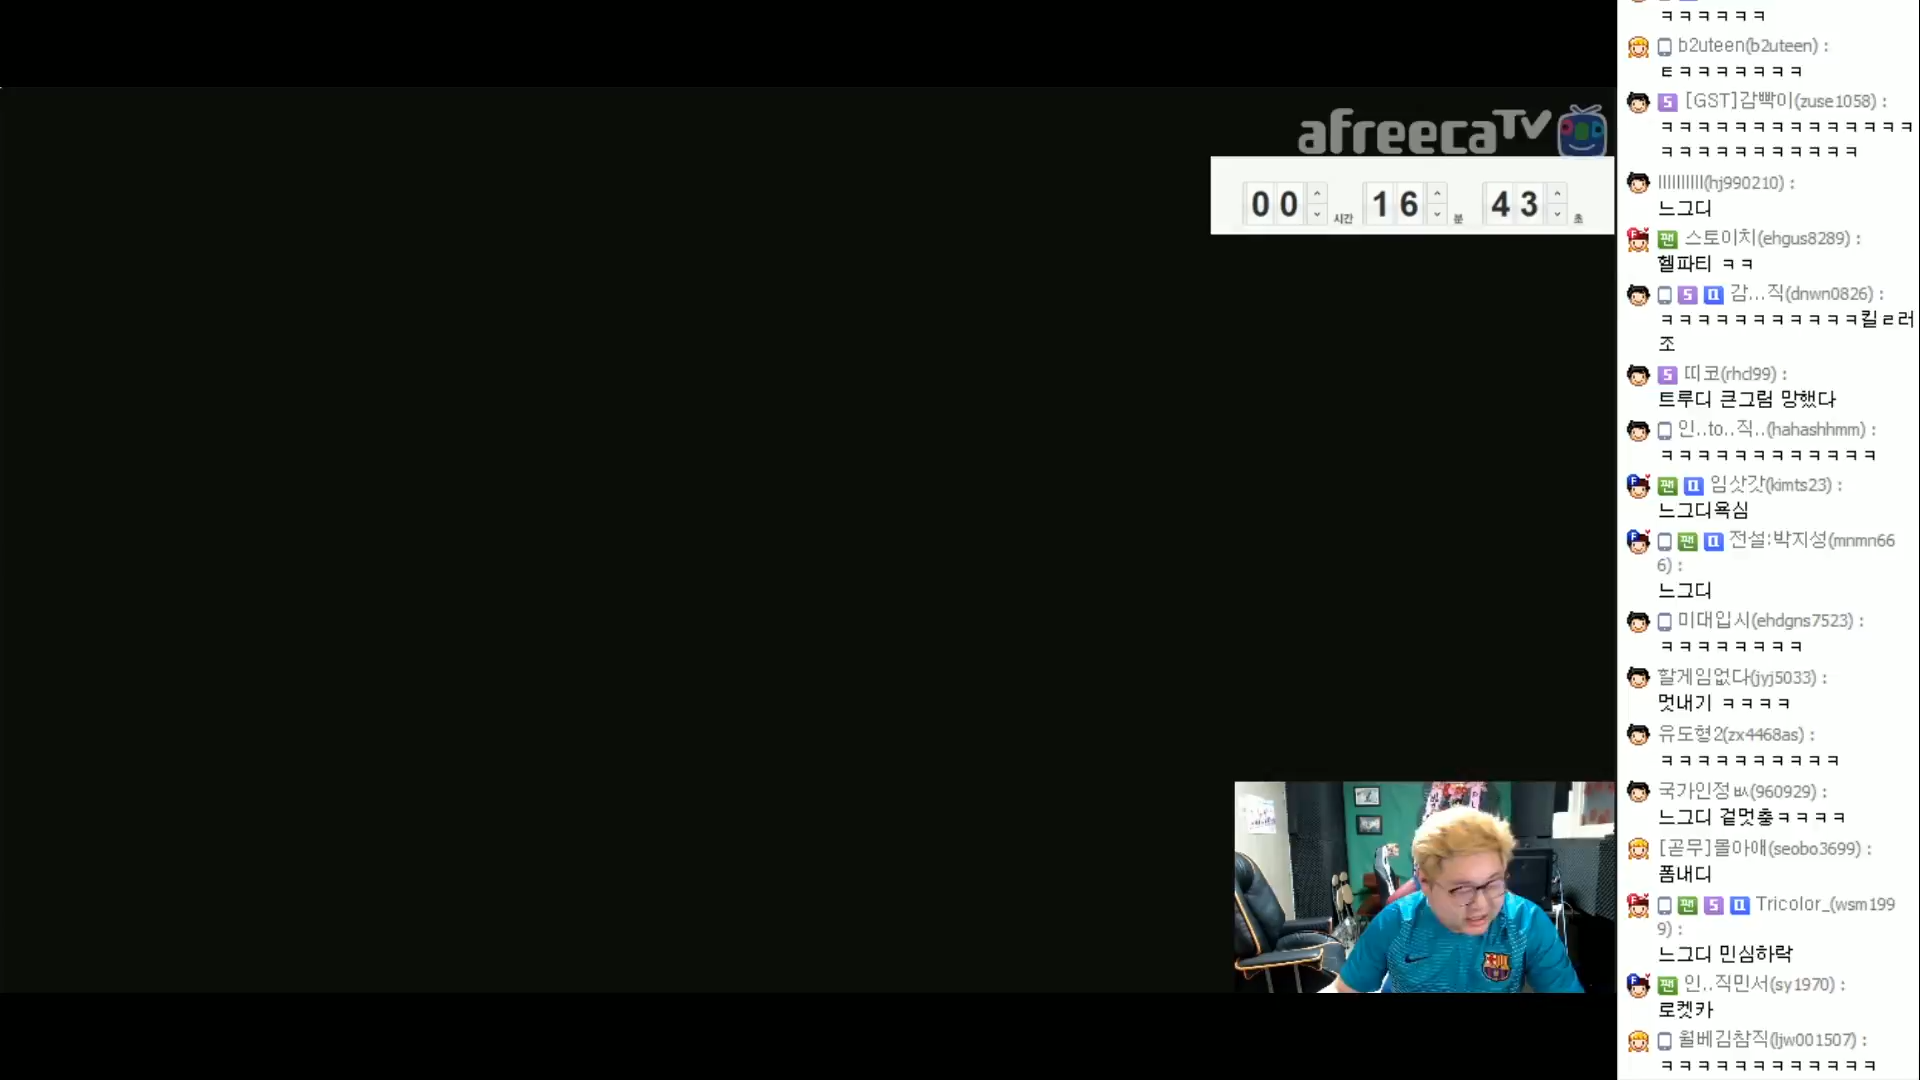 afreecaTV
00 시간 16 분 43 초
ㅋㅋㅋㅋㅋㅋ
b2uteen(b2uteen) :
ㅌㅋㅋㅋㅋㅋㅋㅋ
S [GST]감빡이(zuse1058) :
ㅋㅋㅋㅋㅋㅋㅋㅋㅋㅋㅋㅋㅋㅋ
ㅋㅋㅋㅋㅋㅋㅋㅋㅋㅋㅋ
llllllllll(hj990210) :
느그디
팬 스토이치(ehgus8289) :
헬파티 ㅋㅋ
S 감...직(dnwn0826) :
ㅋㅋㅋㅋㅋㅋㅋㅋㅋㅋㅋ킬ㄹ러
조
S 띠코(rhcl99) :
트루디 큰그림 망했다
인..to..직..(hahashhmm) :
ㅋㅋㅋㅋㅋㅋㅋㅋㅋㅋㅋㅋ
팬 임삿갓(kimts23) :
느그디욕심
팬 전설:박지성(mnmn66
6) :
느그디
미대입시(ehdgns7523) :
ㅋㅋㅋㅋㅋㅋㅋㅋ
할게임없다(jyj5033) :
멋내기 ㅋㅋㅋㅋ
유도형2(zx4468as) :
ㅋㅋㅋㅋㅋㅋㅋㅋㅋㅋ
국가인정ㅆ(960929) :
느그디 겉멋충ㅋㅋㅋㅋ
[곧무]몰아애(seobo3699) :
폼내디
팬 S Tricolor_(wsm199
9) :
느그디 민심하락
팬 인..직민서(sy1970) :
로켓카
월베김참직(ljw001507) :
ㅋㅋㅋㅋㅋㅋㅋㅋㅋㅋㅋㅋ